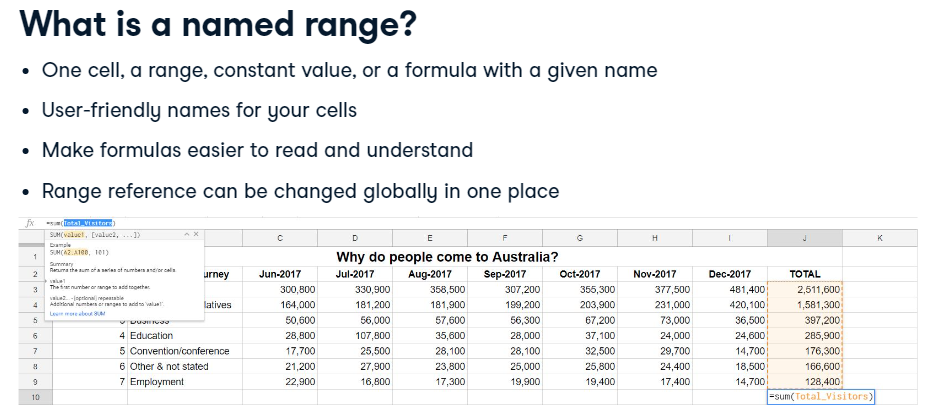 What is a named range?
• One cell, a range, constant value, or a formula with a given name
• User-friendly names for your cells
• Make formulas easier to read and understand
• Range reference can be changed globally in one place
fx =sum(Total_Visitors)
SUM(value1, [value2, ...])
Example
SUM(A2:A100, 101)
Summary
Returns the sum of a series of numbers and/or cells.
value1
The first number or range to add together.
value2... - [optional] repeatable
Additional numbers or ranges to add to `value1`.
Learn more about SUM
C D E F G H I J K
1 Why do people come to Australia?
2 urney Jun-2017 Jul-2017 Aug-2017 Sep-2017 Oct-2017 Nov-2017 Dec-2017 TOTAL
3 300,800 330,900 358,500 307,200 355,300 377,500 481,400 2,511,600
4 latives 164,000 181,200 181,900 199,200 203,900 231,000 420,100 1,581,300
5 3 Business 50,600 56,000 57,600 56,300 67,200 73,000 36,500 397,200
6 4 Education 28,800 107,800 35,600 28,000 37,100 24,000 24,600 285,900
7 5 Convention/conference 17,700 25,500 28,100 28,100 32,500 29,700 14,700 176,300
8 6 Other & not stated 21,200 27,900 23,800 25,000 25,800 24,400 18,500 166,600
9 7 Employment 22,900 16,800 17,300 19,900 19,400 17,400 14,700 128,400
10 =sum(Total_Visitors)